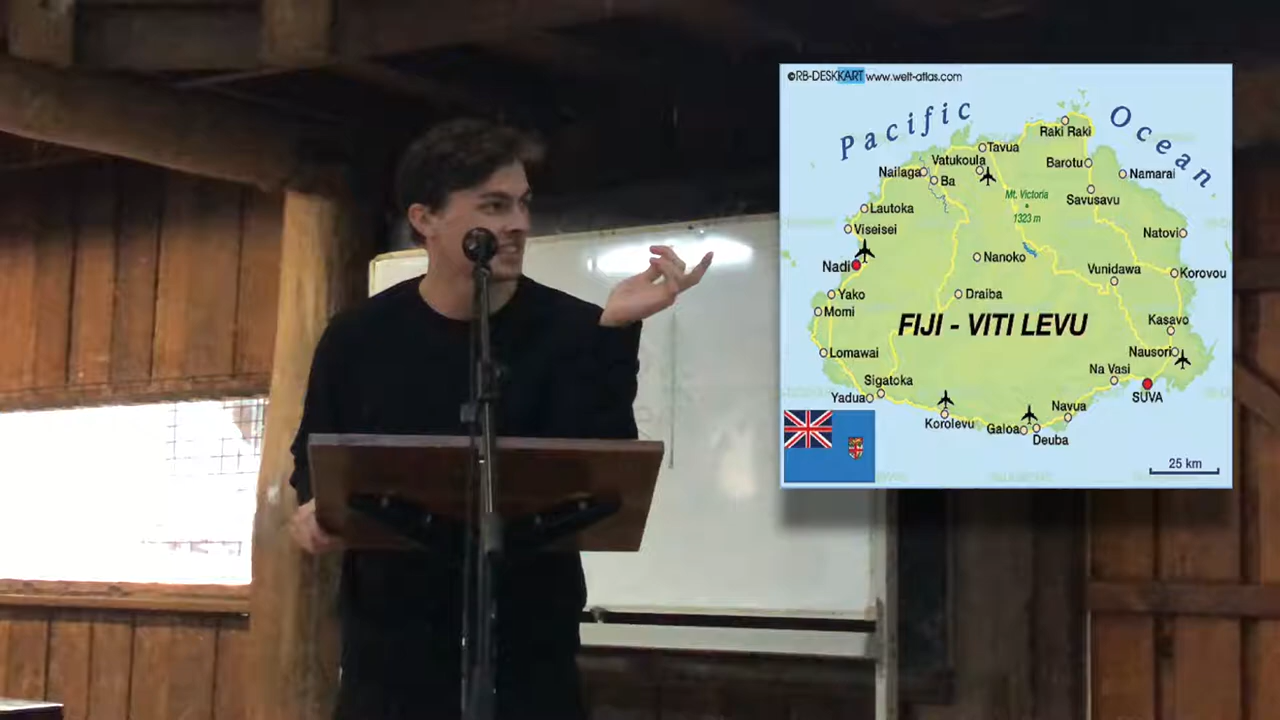 ©RB-DESKKART www.welt-atlas.com
Pacific Ocean
Raki Raki
Tavua
Vatukoula
Barotu
Nailaga
Ba
Namarai
Mt. Victoria
1323 m
Savusavu
Lautoka
Viseisei
Natovi
Nanoko
Nadi
Vunidawa
Korovou
Yako
Draiba
Momi
FIJI - VITI LEVU
Kasavo
Lomawai
Nausori
Na Vasi
Sigatoka
Yadua
SUVA
Navua
Korolevu
Galoa
Deuba
25 km